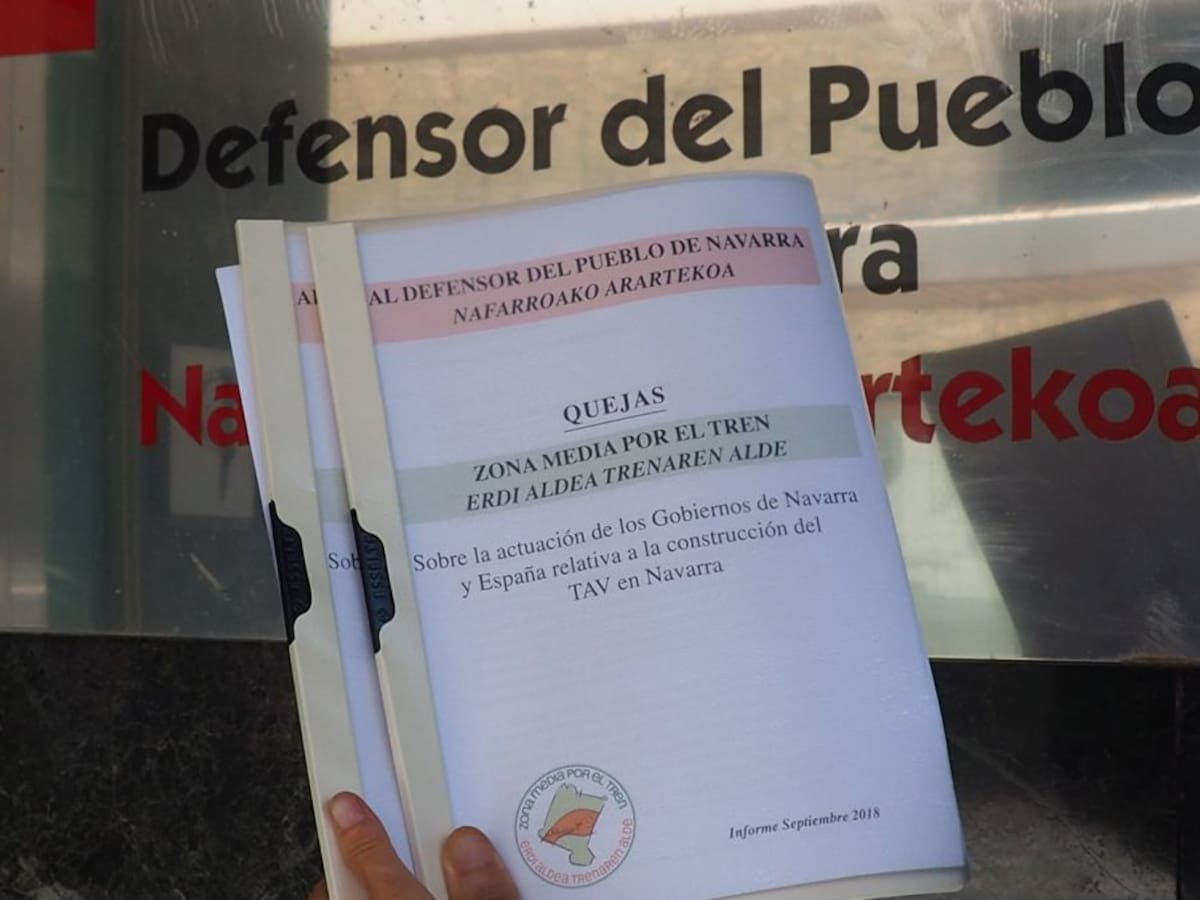 Defensor del Pueblo
ra
Na rtekoa
AL DEFENSOR DEL PUEBLO DE NAVARRA
NAFARROAKO ARARTEKOA
QUEJAS
ZONA MEDIA POR EL TREN
ERDI ALDEA TRENAREN ALDE
Sobre la actuación de los Gobiernos de Navarra
y España relativa a la construcción del
TAV en Navarra
ZONA MEDIA POR EL TREN
ERDI ALDEA TRENAREN ALDE
Informe Septiembre 2018